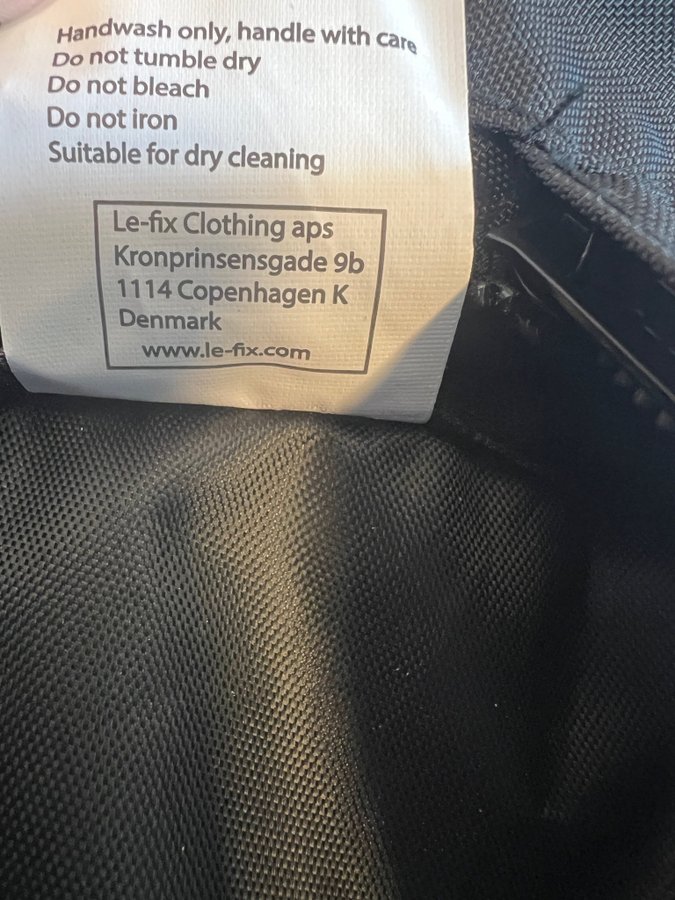 Handwash only, handle with care
Do not tumble dry
Do not bleach
Do not iron
Suitable for dry cleaning
Le-fix Clothing aps
Kronprinsensgade 9b
1114 Copenhagen K
Denmark
www.le-fix.com